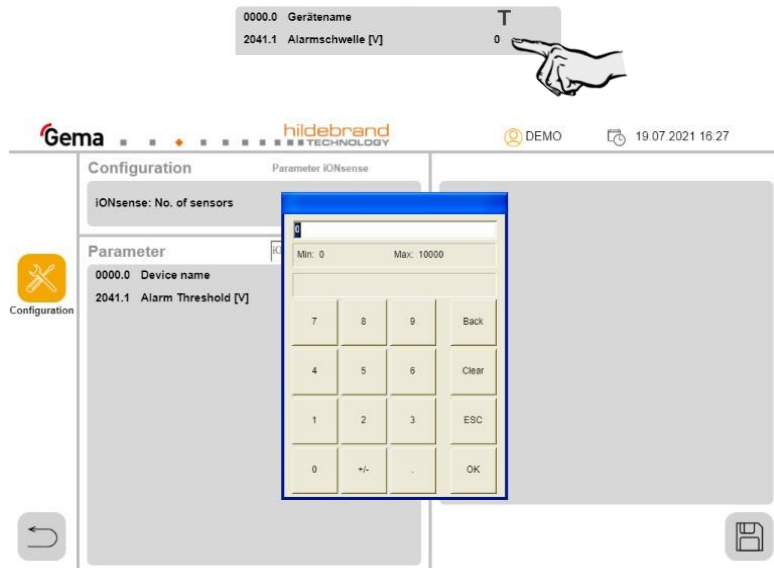 0000.0 Gerätename T
2041.1 Alarmschwelle [V] 0
Gema hildebrand TECHNOLOGY DEMO 19.07.2021 16:27
Configuration Parameter iONsense
iONsense: No. of sensors
Parameter
0000.0 Device name
2041.1 Alarm Threshold [V]
Configuration
0
Min: 0 Max: 10000
7 8 9 Back
4 5 6 Clear
1 2 3 ESC
0 +/- . OK